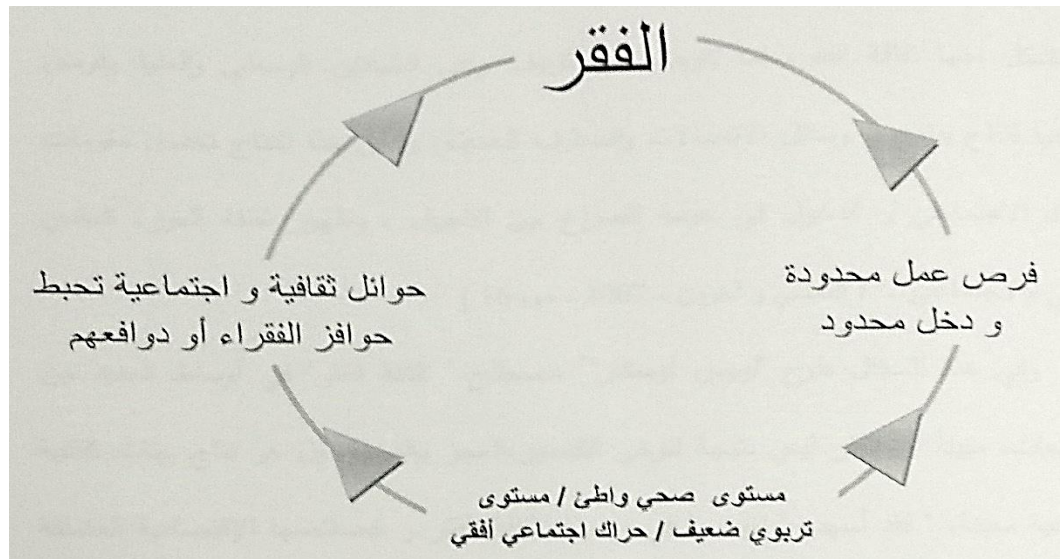 الفقر
فرص عمل محدودة
و دخل محدود
حوائل ثقافية و اجتماعية تحبط
حوافز الفقراء أو دوافعهم
مستوى صحي واطئ / مستوى
تربوي ضعيف / حراك اجتماعي أفقي